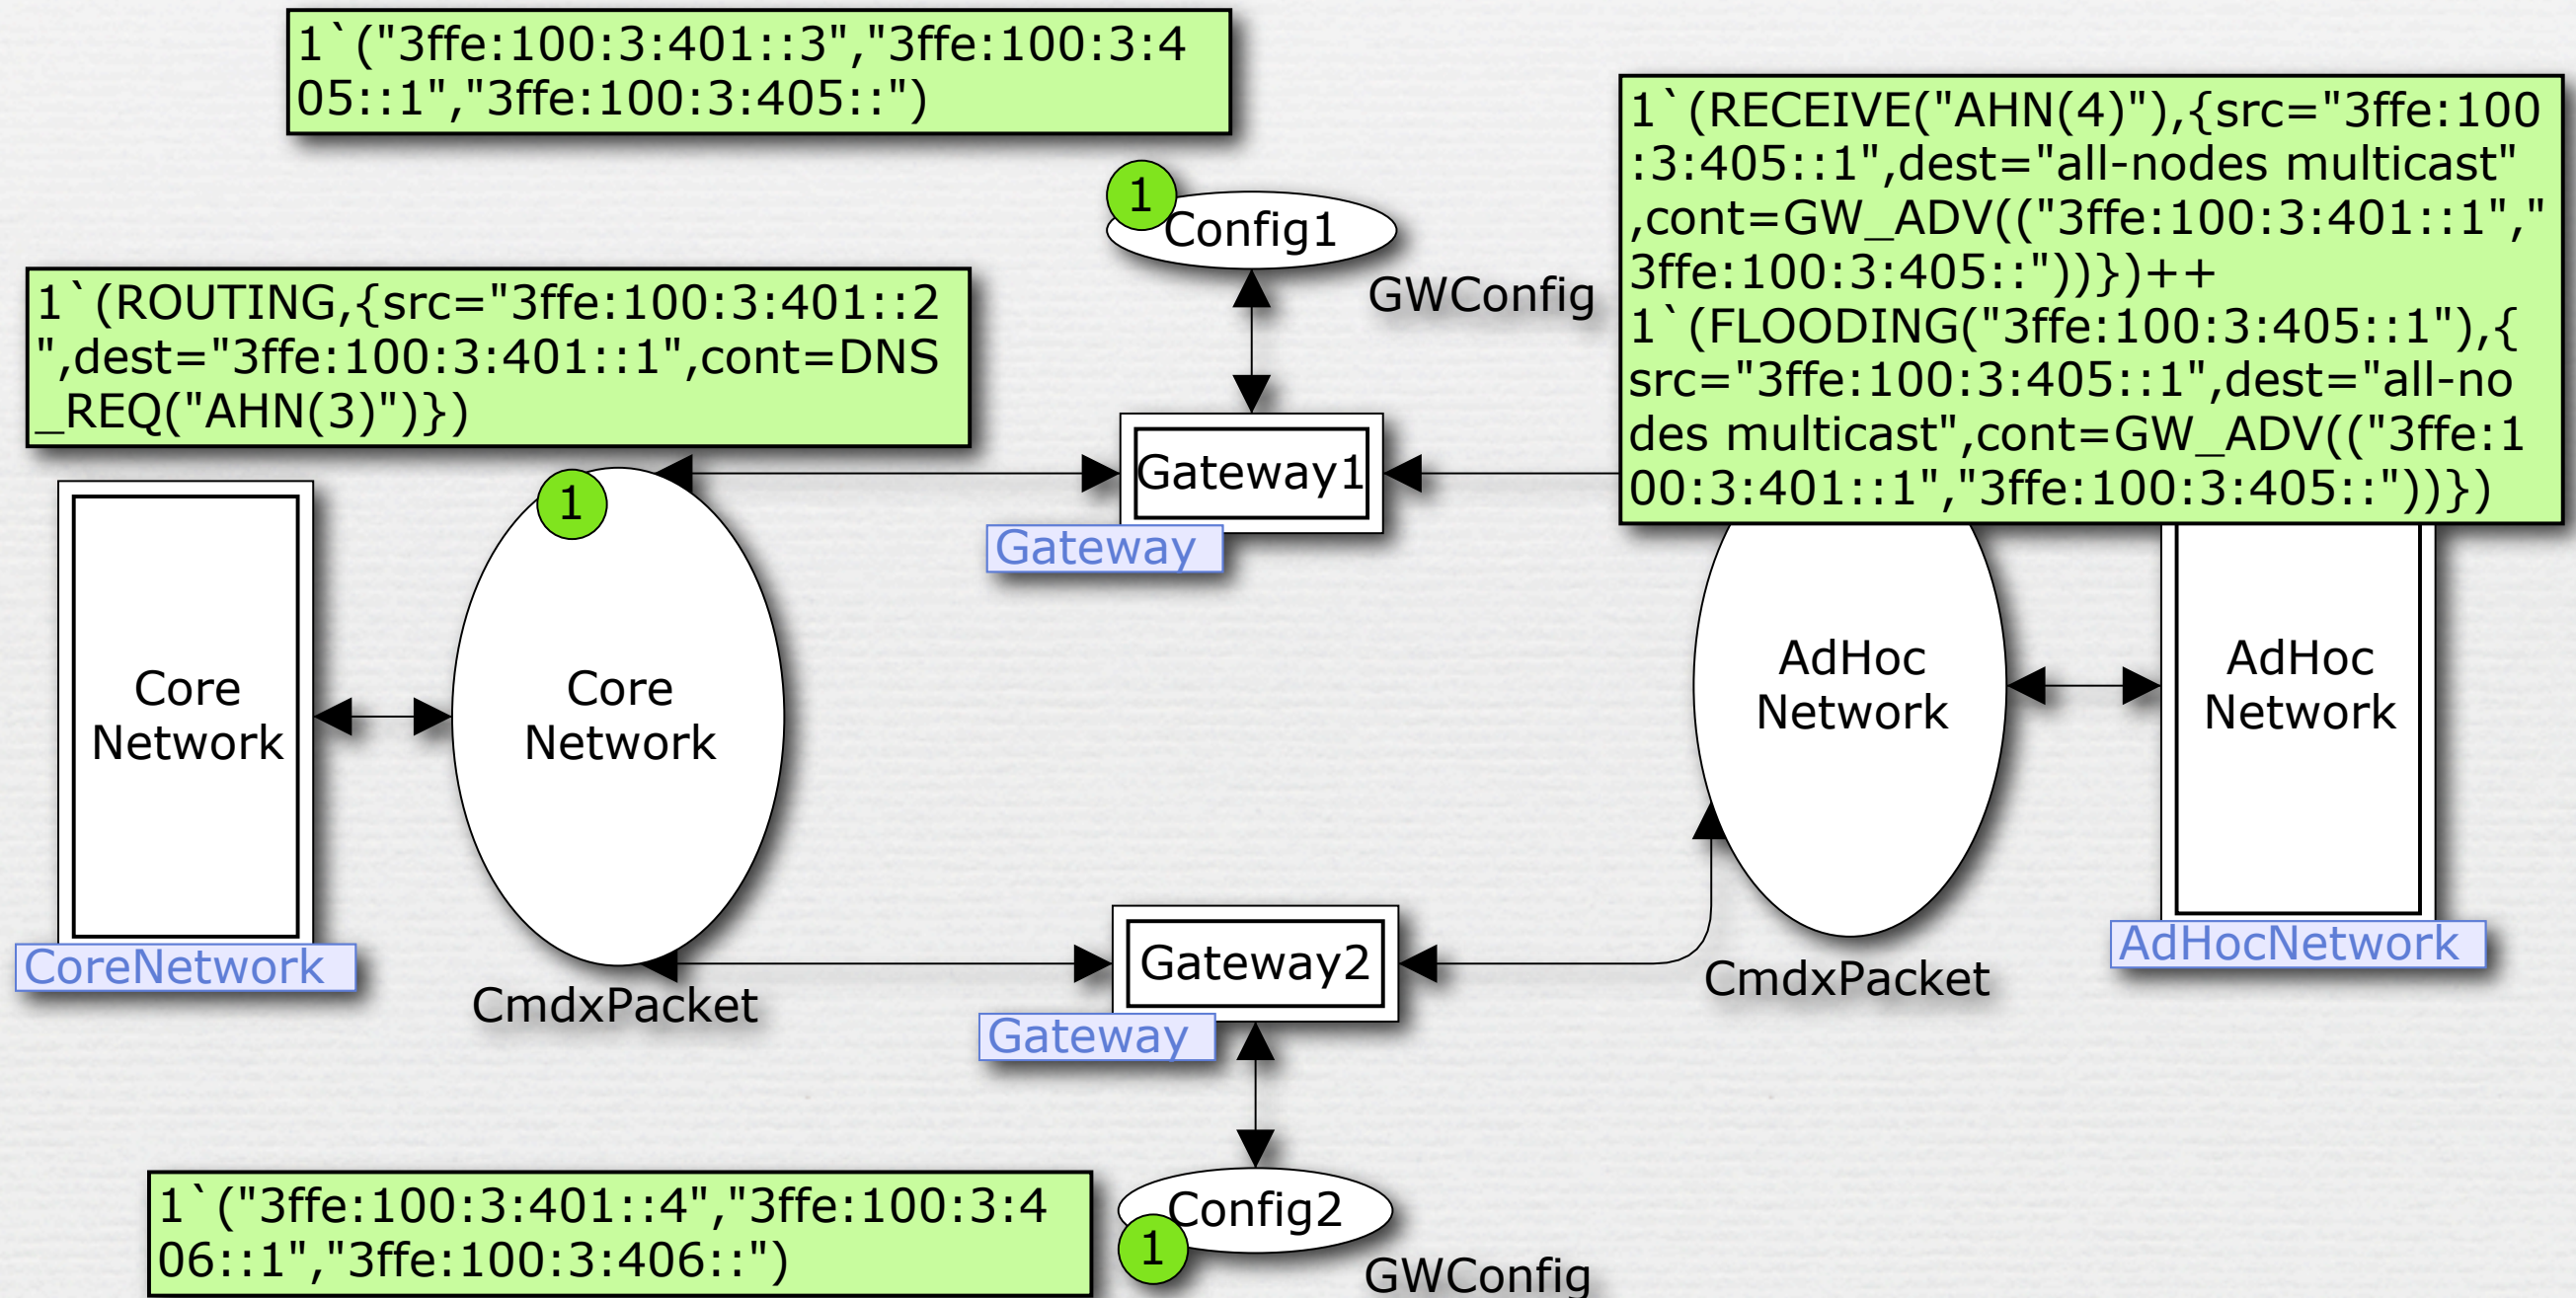 1`("3ffe:100:3:401::3","3ffe:100:3:4
05::1","3ffe:100:3:405::")
1`(RECEIVE("AHN(4)"),{src="3ffe:100
:3:405::1",dest="all-nodes multicast"
,cont=GW_ADV(("3ffe:100:3:401::1","
3ffe:100:3:405::"))})++
1`(FLOODING("3ffe:100:3:405::1"),{
src="3ffe:100:3:405::1",dest="all-no
des multicast",cont=GW_ADV(("3ffe:1
00:3:401::1","3ffe:100:3:405::"))})
1
Config1
GWConfig
1`(ROUTING,{src="3ffe:100:3:401::2
",dest="3ffe:100:3:401::1",cont=DNS
_REQ("AHN(3)")})
Gateway1
Gateway
1
Core
Network
Core
Network
AdHoc
Network
AdHoc
Network
CoreNetwork
CmdxPacket
Gateway2
Gateway
CmdxPacket
AdHocNetwork
1`("3ffe:100:3:401::4","3ffe:100:3:4
06::1","3ffe:100:3:406::")
Config2
1
GWConfig